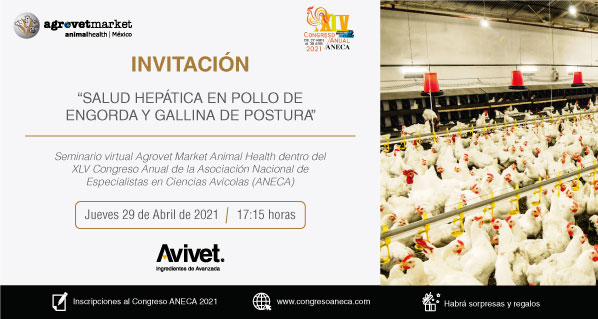 agrovetmarket
animalhealth | México
XLV
CONGRESO
Anual
2021 ANECA
INVITACIÓN
“SALUD HEPÁTICA EN POLLO DE
ENGORDA Y GALLINA DE POSTURA”
Seminario virtual Agrovet Market Animal Health dentro del
XLV Congreso Anual de la Asociación Nacional de
Especialistas en Ciencias Avícolas (ANECA)
Jueves 29 de Abril de 2021 | 17:15 horas
Avivet.
Ingredientes de Avanzada
Inscripciones al Congreso ANECA 2021
www.congresoaneca.com
Habrá sorpresas y regalos